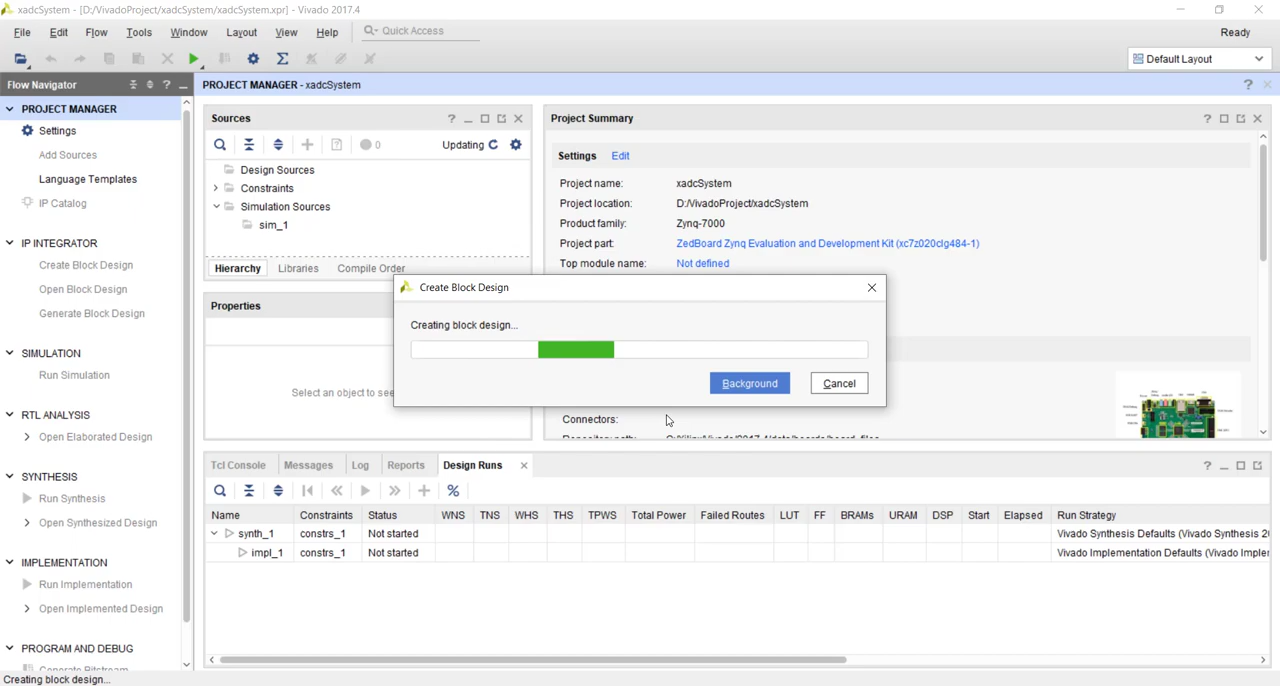 xadcSystem - [D:/VivadoProject/xadcSystem/xadcSystem.xpr] - Vivado 2017.4
File Edit Flow Tools Window Layout View Help Quick Access
Ready
Default Layout
Flow Navigator
PROJECT MANAGER
Settings
Add Sources
Language Templates
IP Catalog
IP INTEGRATOR
Create Block Design
Open Block Design
Generate Block Design
SIMULATION
Run Simulation
RTL ANALYSIS
Open Elaborated Design
SYNTHESIS
Run Synthesis
Open Synthesized Design
IMPLEMENTATION
Run Implementation
Open Implemented Design
PROGRAM AND DEBUG
Generate Bitstream
PROJECT MANAGER - xadcSystem
Sources
0
Updating
Design Sources
Constraints
Simulation Sources
sim_1
Hierarchy Libraries Compile Order
Properties
Select an object to see
Project Summary
Settings Edit
Project name: xadcSystem
Project location: D:/VivadoProject/xadcSystem
Product family: Zynq-7000
Project part: ZedBoard Zynq Evaluation and Development Kit (xc7z020clg484-1)
Top module name: Not defined
Connectors:
Create Block Design
Creating block design...
Background Cancel
Tcl Console Messages Log Reports Design Runs
Name Constraints Status WNS TNS WHS THS TPWS Total Power Failed Routes LUT FF BRAMs URAM DSP Start Elapsed Run Strategy
synth_1 constrs_1 Not started Vivado Synthesis Defaults (Vivado Synthesis 20
impl_1 constrs_1 Not started Vivado Implementation Defaults (Vivado Impler
Creating block design...